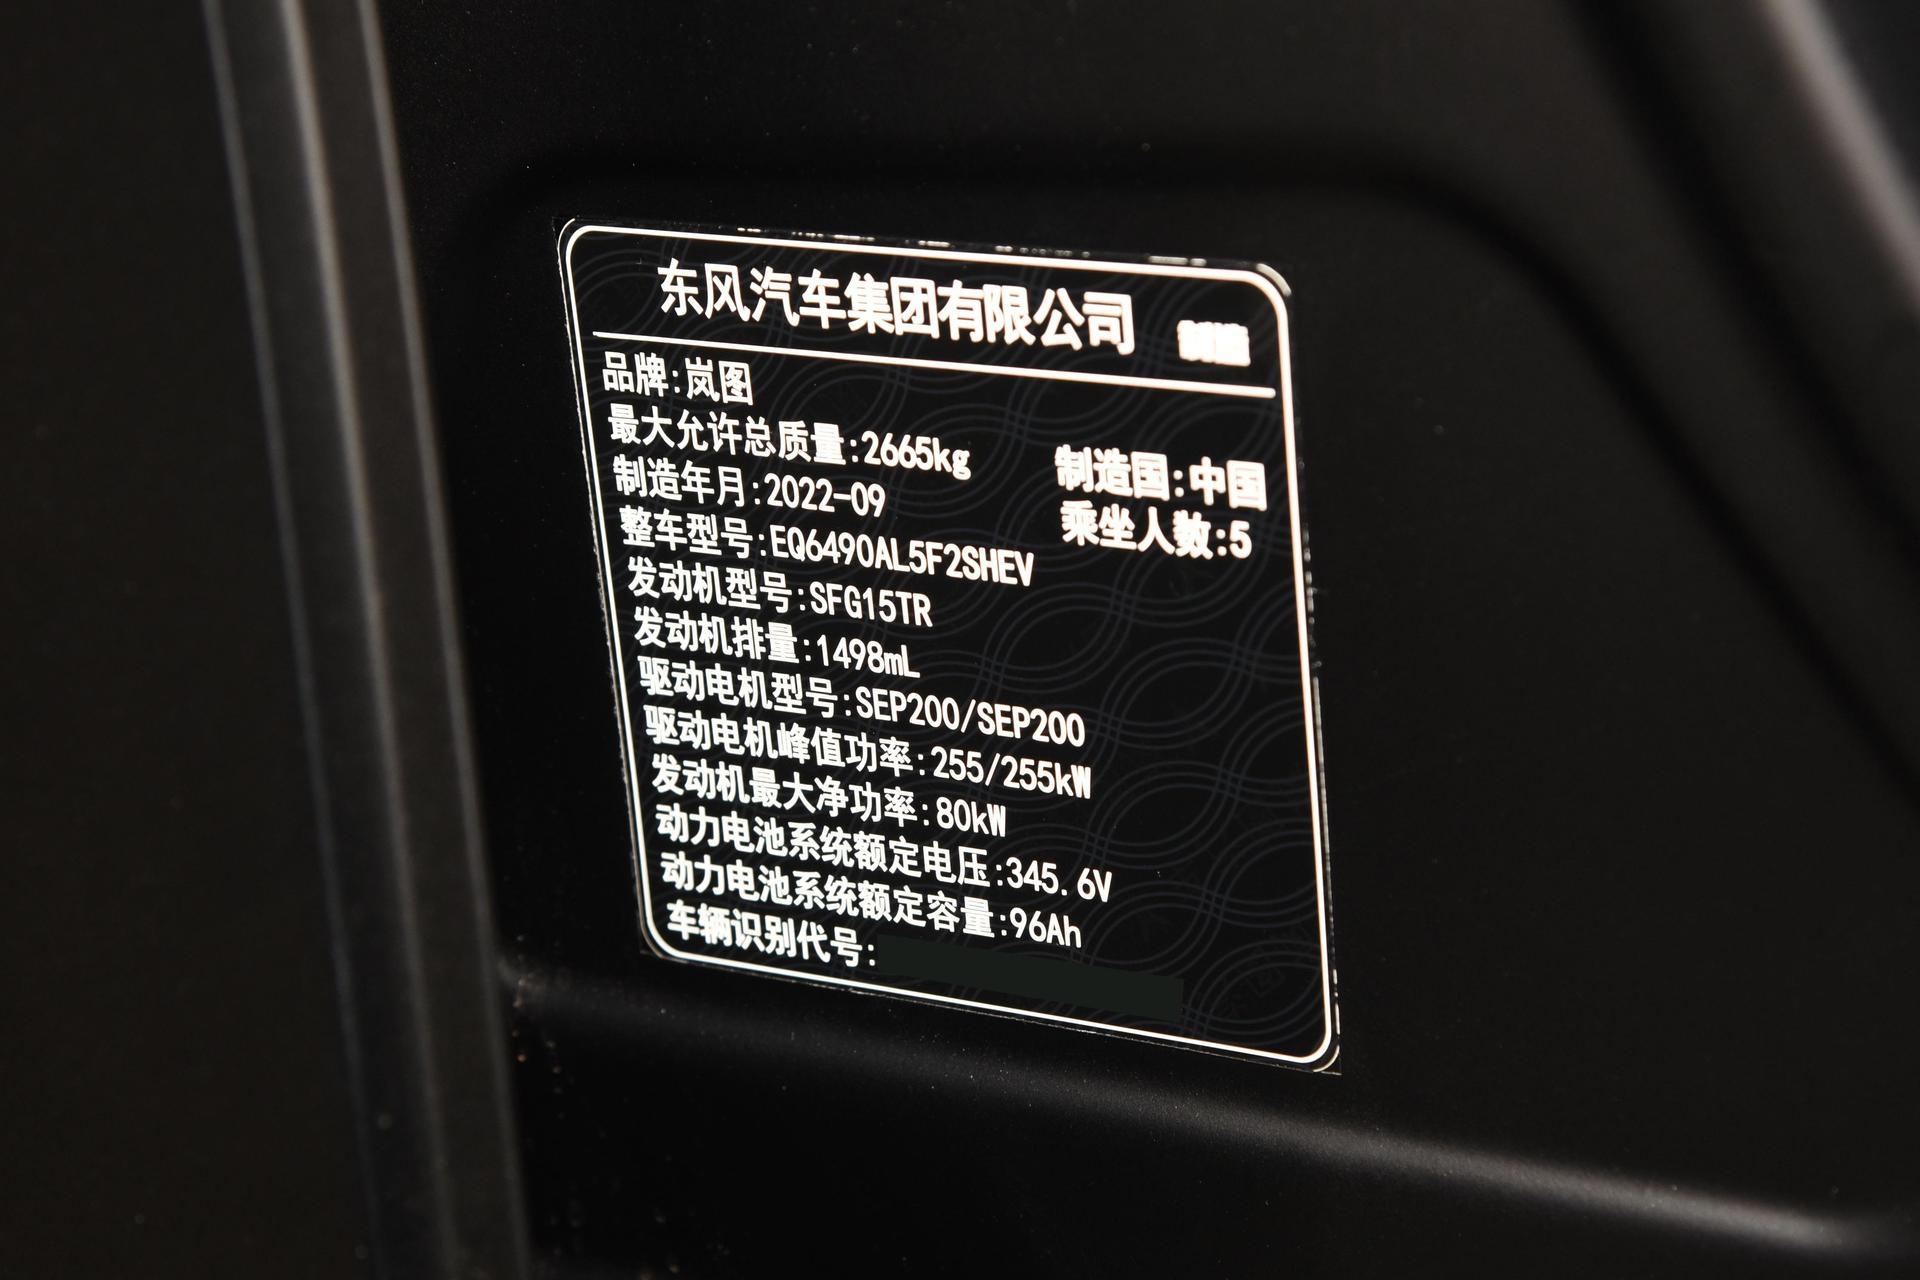 东风汽车集团有限公司 制造
品牌:岚图
最大允许总质量:2665kg 制造国:中国
制造年月:2022-09 乘坐人数:5
整车型号:EQ6490AL5F2SHEV
发动机型号:SFG15TR
发动机排量:1498mL
驱动电机型号:SEP200/SEP200
驱动电机峰值功率:255/255kW
发动机最大净功率:80kW
动力电池系统额定电压:345.6V
动力电池系统额定容量:96Ah
车辆识别代号: